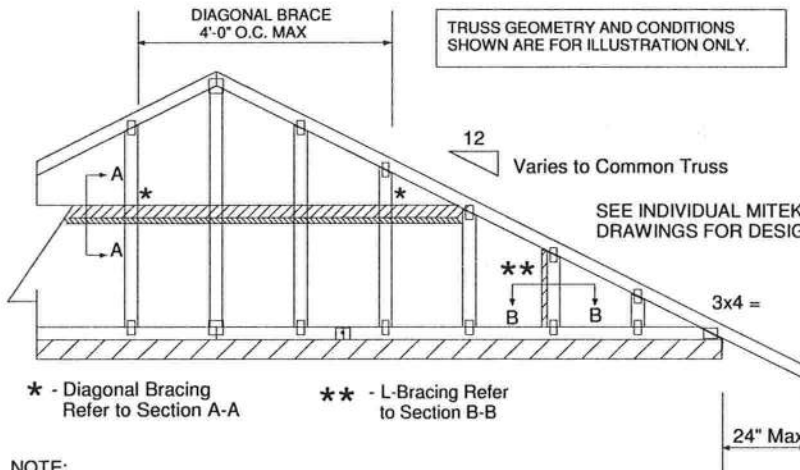 DIAGONAL BRACE
4'-0" O.C. MAX
TRUSS GEOMETRY AND CONDITIONS
SHOWN ARE FOR ILLUSTRATION ONLY.
12
Varies to Common Truss
A
*
*
SEE INDIVIDUAL MITEK
DRAWINGS FOR DESIG
A
**
B
B
3x4 =
* - Diagonal Bracing
Refer to Section A-A
** - L-Bracing Refer
to Section B-B
24" Max
NOTE: